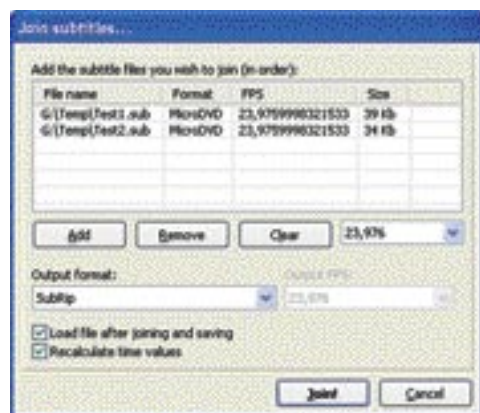 Join subtitles...
Add the subtitle files you wish to join (in order):
File name Format FPS Size
G:\Temp\Test1.sub MicroDVD 23,9759998321533 39 Kb
G:\Temp\Test2.sub MicroDVD 23,9759998321533 34 Kb
Add Remove Clear 23,976
Output format: Output FPS:
SubRip 23,976
Load file after joining and saving
Recalculate time values
Join! Cancel